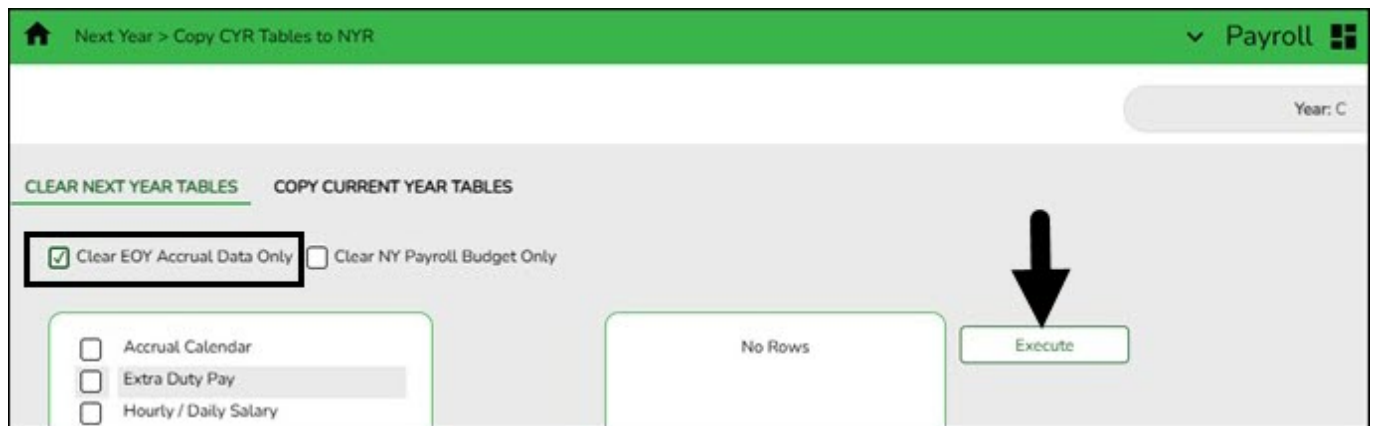 Next Year > Copy CYR Tables to NYR
Payroll
Year: C
CLEAR NEXT YEAR TABLES COPY CURRENT YEAR TABLES
Clear EOY Accrual Data Only Clear NY Payroll Budget Only
Accrual Calendar
No Rows
Execute
Extra Duty Pay
Hourly / Daily Salary